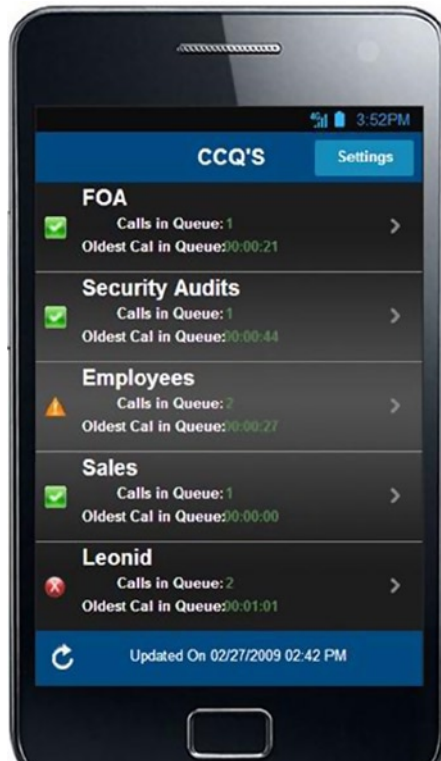 4G 3:52PM
CCQ'S Settings
FOA
Calls in Queue: 1
Oldest Cal in Queue:00:00:21
Security Audits
Calls in Queue: 1
Oldest Cal in Queue:00:00:44
Employees
Calls in Queue: 2
Oldest Cal in Queue:00:00:27
Sales
Calls in Queue: 1
Oldest Cal in Queue:00:00:00
Leonid
Calls in Queue: 2
Oldest Cal in Queue:00:01:01
Updated On 02/27/2009 02:42 PM